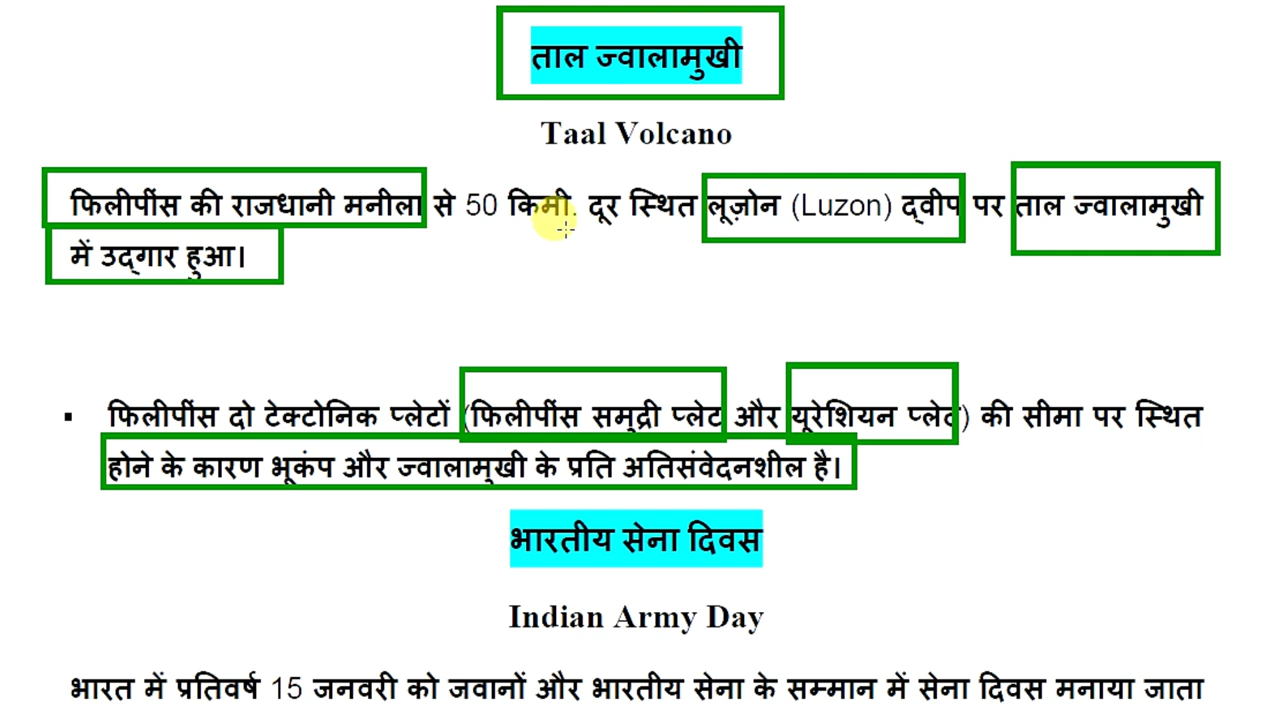 ताल ज्वालामुखी
Taal Volcano
फिलीपींस की राजधानी मनीला से 50 किमी. दूर स्थित लूज़ोन (Luzon) द्वीप पर ताल ज्वालामुखी
में उद्गार हुआ।
▪ फिलीपींस दो टेक्टोनिक प्लेटों (फिलीपींस समुद्री प्लेट और यूरेशियन प्लेट) की सीमा पर स्थित
होने के कारण भूकंप और ज्वालामुखी के प्रति अतिसंवेदनशील है।
भारतीय सेना दिवस
Indian Army Day
भारत में प्रतिवर्ष 15 जनवरी को जवानों और भारतीय सेना के सम्मान में सेना दिवस मनाया जाता